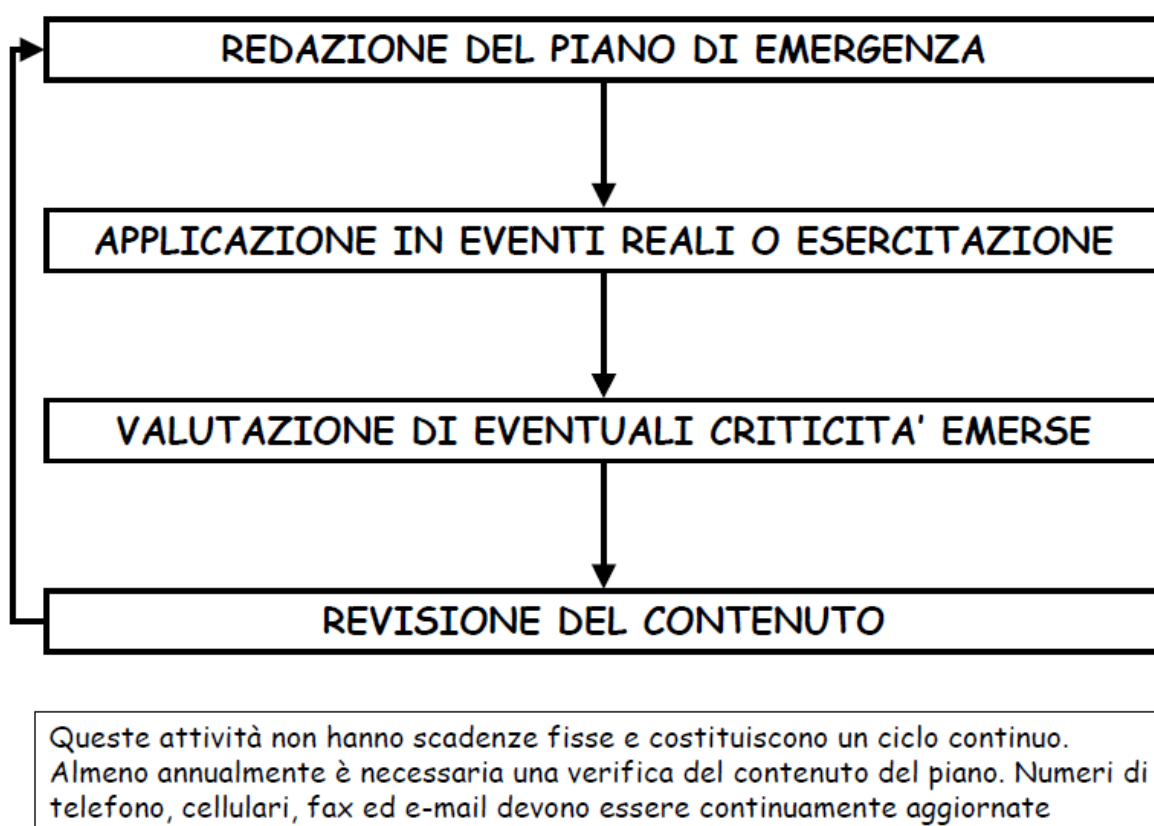 REDAZIONE DEL PIANO DI EMERGENZA
APPLICAZIONE IN EVENTI REALI O ESERCITAZIONE
VALUTAZIONE DI EVENTUALI CRITICITA' EMERSE
REVISIONE DEL CONTENUTO
Queste attività non hanno scadenze fisse e costituiscono un ciclo continuo.
Almeno annualmente è necessaria una verifica del contenuto del piano. Numeri di
telefono, cellulari, fax ed e-mail devono essere continuamente aggiornate